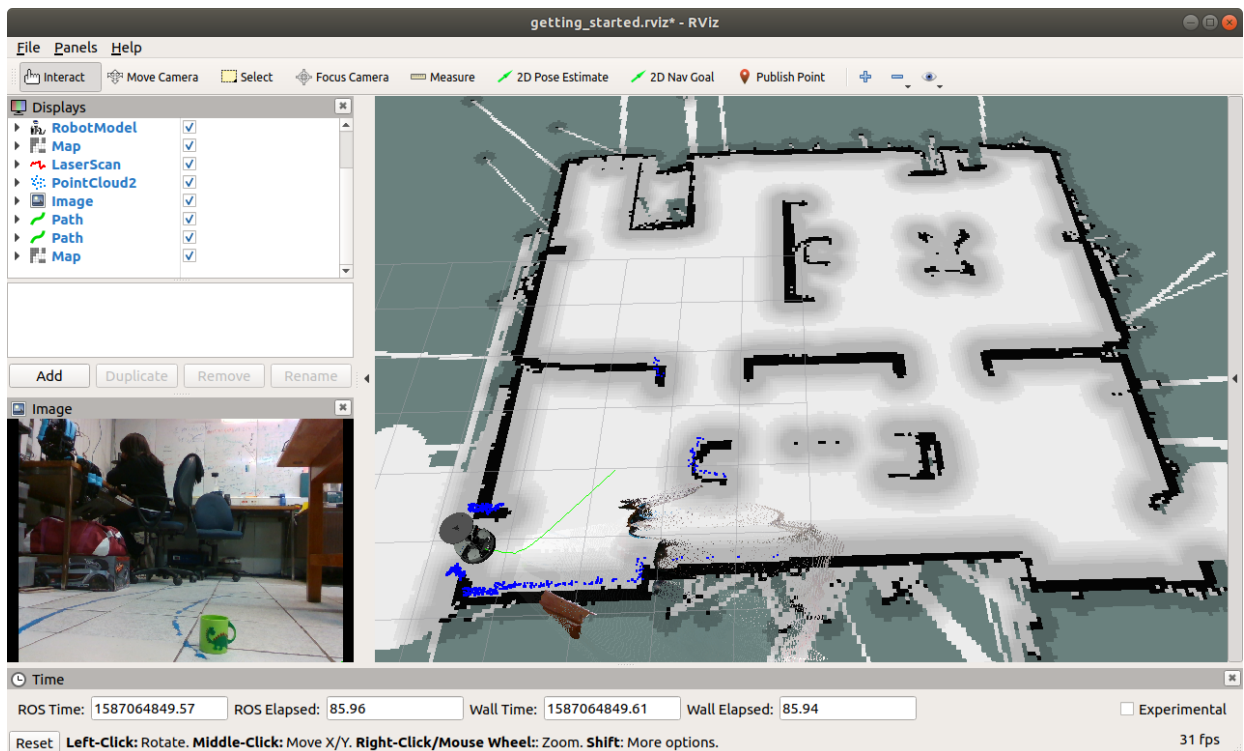 getting_started.rviz* - RViz
File Panels Help
Interact Move Camera Select Focus Camera Measure 2D Pose Estimate 2D Nav Goal Publish Point
Displays
RobotModel
Map
LaserScan
PointCloud2
Image
Path
Path
Map
Add Duplicate Remove Rename
Image
Time
ROS Time: 1587064849.57 ROS Elapsed: 85.96 Wall Time: 1587064849.61 Wall Elapsed: 85.94 Experimental
Reset Left-Click: Rotate. Middle-Click: Move X/Y. Right-Click/Mouse Wheel:: Zoom. Shift: More options. 31 fps